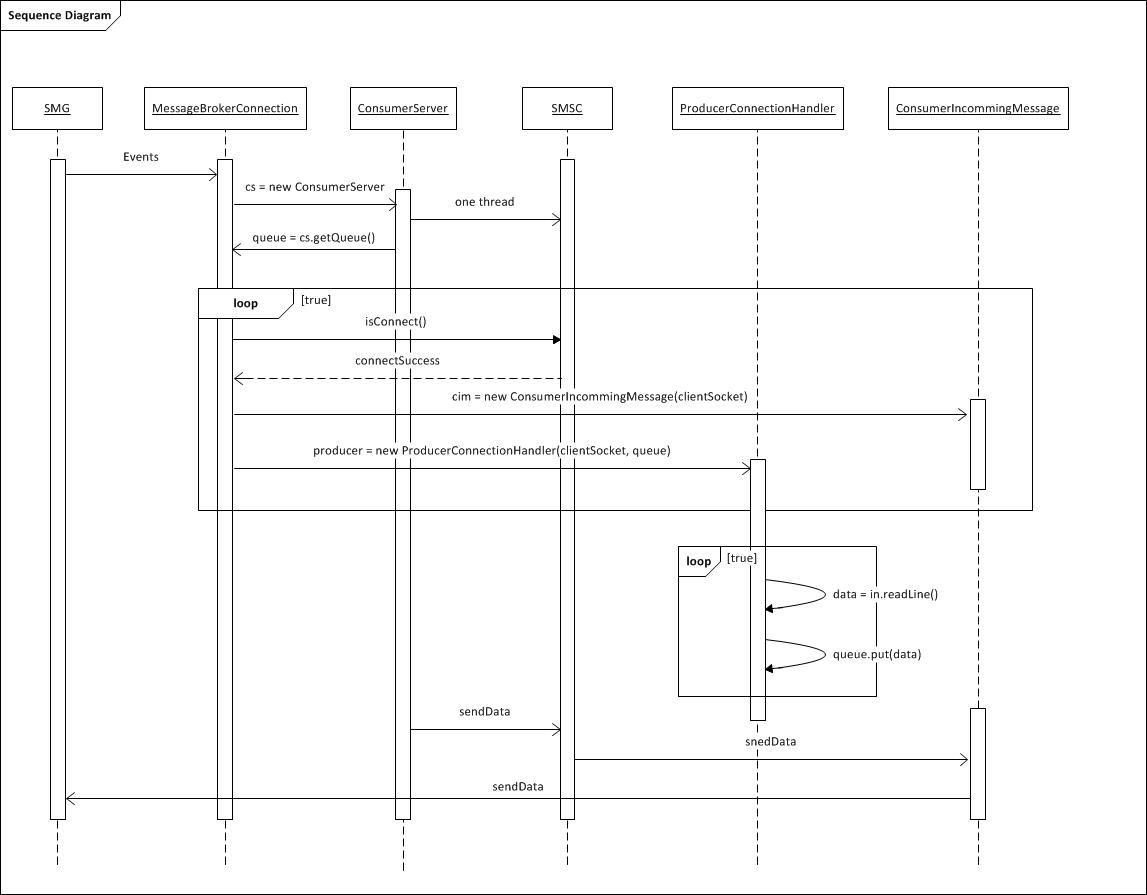 Sequence Diagram
SMG
MessageBrokerConnection
ConsumerServer
SMSC
ProducerConnectionHandler
ConsumerIncommingMessage
Events
cs = new ConsumerServer
one thread
queue = cs.getQueue()
loop
[true]
isConnect()
connectSuccess
cim = new ConsumerIncommingMessage(clientSocket)
producer = new ProducerConnectionHandler(clientSocket, queue)
loop
[true]
data = in.readLine()
queue.put(data)
sendData
snedData
sendData